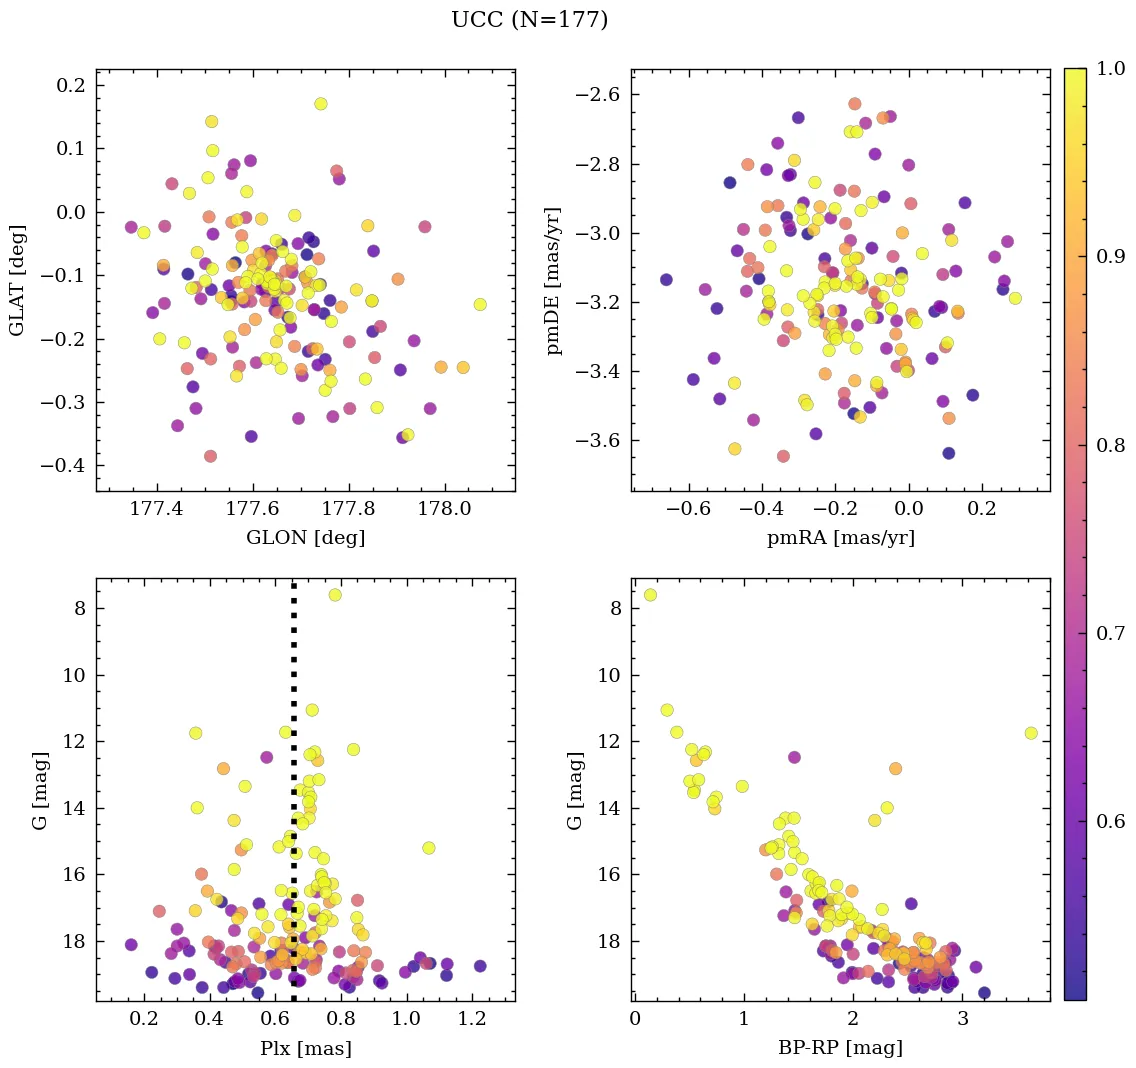 UCC (N=177)
0.2
0.1
0.0
−0.1
−0.2
−0.3
−0.4
GLAT [deg]
177.4 177.6 177.8 178.0
GLON [deg]
−2.6
−2.8
−3.0
−3.2
−3.4
−3.6
pmDE [mas/yr]
−0.6 −0.4 −0.2 0.0 0.2
pmRA [mas/yr]
8
10
12
14
16
18
G [mag]
0.2 0.4 0.6 0.8 1.0 1.2
Plx [mas]
8
10
12
14
16
18
G [mag]
0 1 2 3
BP-RP [mag]
1.0
0.9
0.8
0.7
0.6